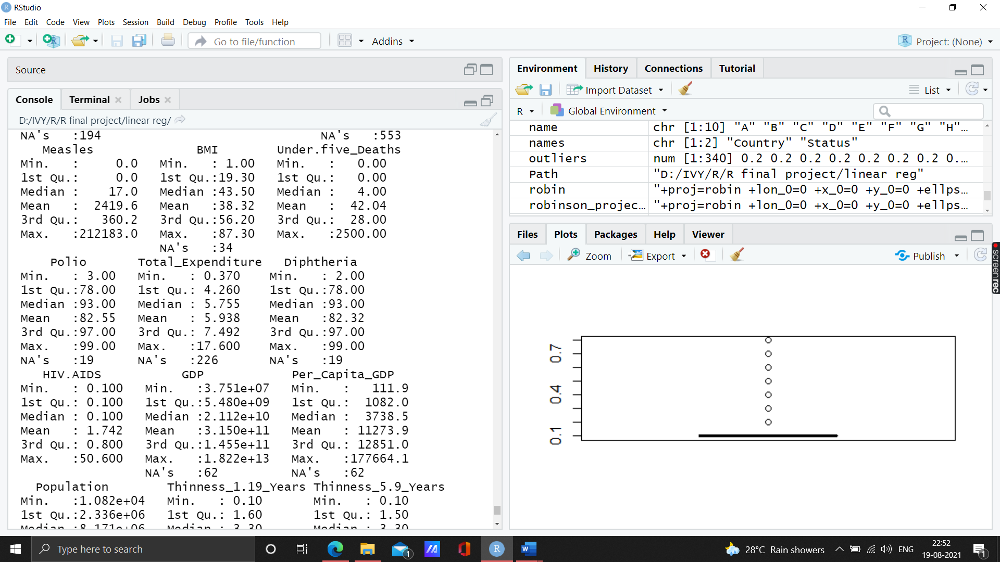 RStudio
File Edit Code View Plots Session Build Debug Profile Tools Help
Go to file/function Addins Project: (None)
Source
Console Terminal Jobs
D:/IVY/R/R final project/linear reg/
NA's :194 NA's :553
Measles BMI Under.five_Deaths
Min. : 0.0 Min. : 1.00 Min. : 0.00
1st Qu.: 0.0 1st Qu.:19.30 1st Qu.: 0.00
Median : 17.0 Median :43.50 Median : 4.00
Mean : 2419.6 Mean :38.32 Mean : 42.04
3rd Qu.: 360.2 3rd Qu.:56.20 3rd Qu.: 28.00
Max. :212183.0 Max. :87.30 Max. :2500.00
NA's :34
Polio Total_Expenditure Diphtheria
Min. : 3.00 Min. : 0.370 Min. : 2.00
1st Qu.:78.00 1st Qu.: 4.260 1st Qu.:78.00
Median :93.00 Median : 5.755 Median :93.00
Mean :82.55 Mean : 5.938 Mean :82.32
3rd Qu.:97.00 3rd Qu.: 7.492 3rd Qu.:97.00
Max. :99.00 Max. :17.600 Max. :99.00
NA's :19 NA's :226 NA's :19
HIV.AIDS GDP Per_Capita_GDP
Min. : 0.100 Min. :3.751e+07 Min. : 111.9
1st Qu.: 0.100 1st Qu.:5.480e+09 1st Qu.: 1082.0
Median : 0.100 Median :2.112e+10 Median : 3738.5
Mean : 1.742 Mean :3.150e+11 Mean : 11273.9
3rd Qu.: 0.800 3rd Qu.:1.455e+11 3rd Qu.: 12851.0
Max. :50.600 Max. :1.822e+13 Max. :177664.1
NA's :62 NA's :62
Population Thinness_1.19_Years Thinness_5.9_Years
Min. :1.082e+04 Min. : 0.10 Min. : 0.10
1st Qu.:2.336e+06 1st Qu.: 1.60 1st Qu.: 1.50
Median :8.171e+06 Median : 3.30 Median : 3.30
Environment History Connections Tutorial
Import Dataset List
R Global Environment
name chr [1:10] "A" "B" "C" "D" "E" "F" "G" "H"…
names chr [1:2] "Country" "Status"
outliers num [1:340] 0.2 0.2 0.2 0.2 0.2 0.2 0.2 0.…
Path "D:/IVY/R/R final project/linear reg"
robin "+proj=robin +lon_0=0 +x_0=0 +y_0=0 +ellps…
robinson_projec… "+proj=robin +lon_0=0 +x_0=0 +y_0=0 +ellps…
Files Plots Packages Help Viewer
Zoom Export Publish
screenrec
0.7
0.4
0.1
Type here to search
1
28°C Rain showers
ENG
22:52
19-08-2021
1